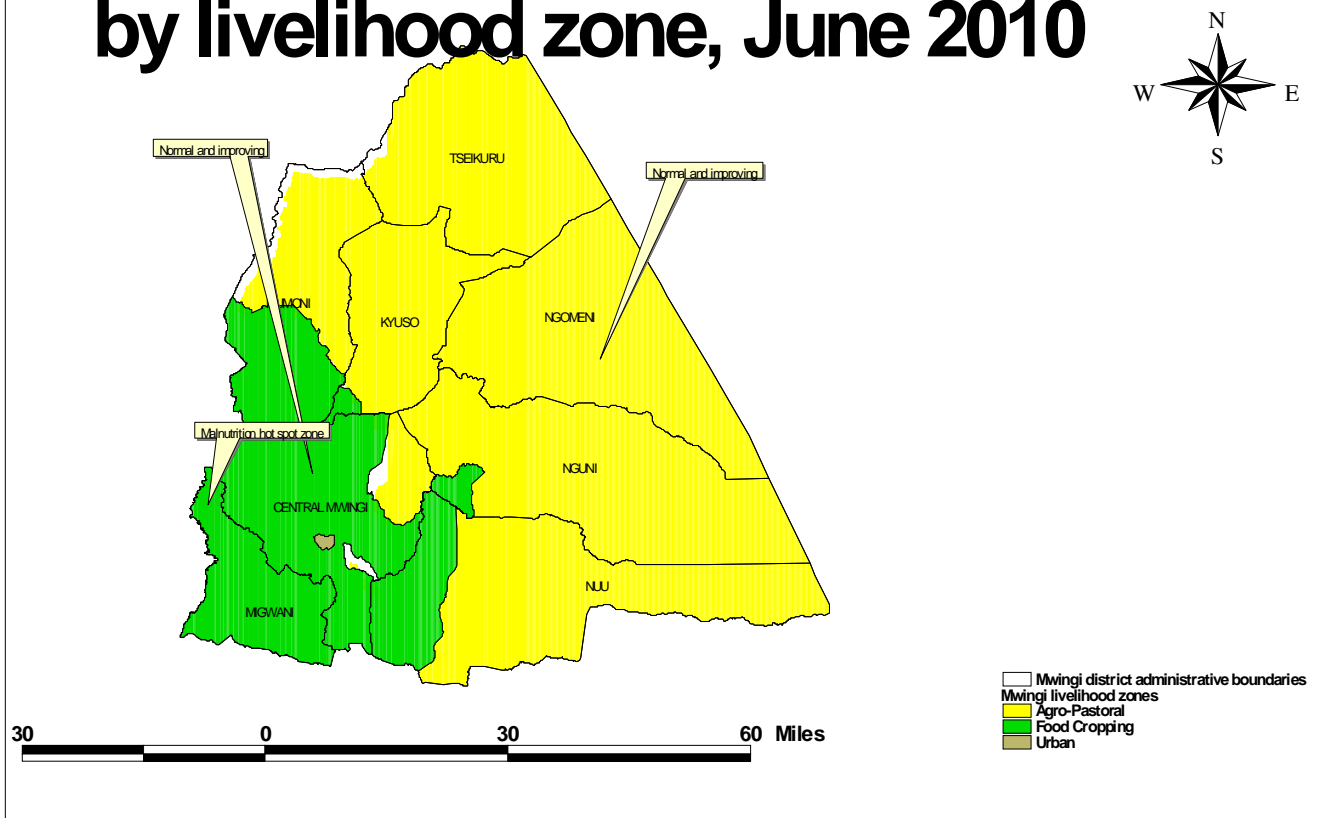 by livelihood zone, June 2010
N
W
E
S
Normal and improving
TSEIKURU
Normal and improving
KYUSO
NGOMENI
Malnutrition hot spot zone
NGUNI
CENTRAL MWINGI
NUU
MIGWANI
Mwingi district administrative boundaries
Mwingi livelihood zones
Agro-Pastoral
Food Cropping
Urban
30 0 30 60 Miles